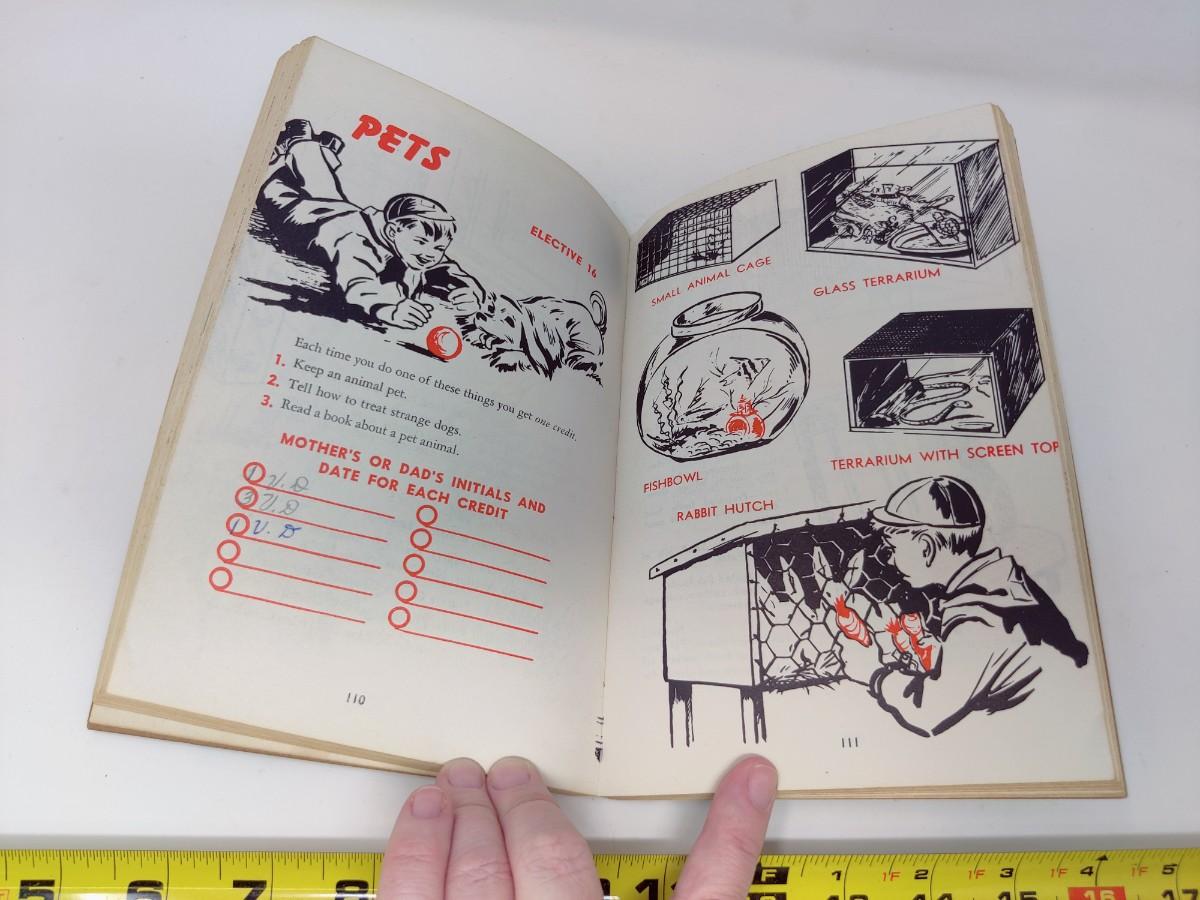 PETS
ELECTIVE 16
Each time you do one of these things you get one credit.
1. Keep an animal pet.
2. Tell how to treat strange dogs.
3. Read a book about a pet animal.
MOTHER'S OR DAD'S INITIALS AND
DATE FOR EACH CREDIT
1 V. D
3 V. D
1 V. D
110
SMALL ANIMAL CAGE
GLASS TERRARIUM
FISHBOWL
TERRARIUM WITH SCREEN TOP
RABBIT HUTCH
111
5 6 7 8 11 F 1 1F 2 1F 3 1F 4 1F 5
14 15 16 17